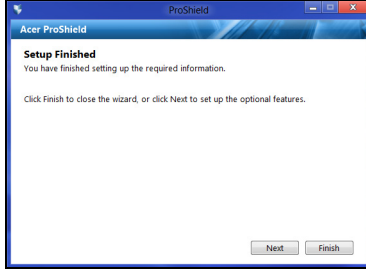 ProShield
Acer ProShield
Setup Finished
You have finished setting up the required information.
Click Finish to close the wizard, or click Next to set up the optional features.
Next Finish